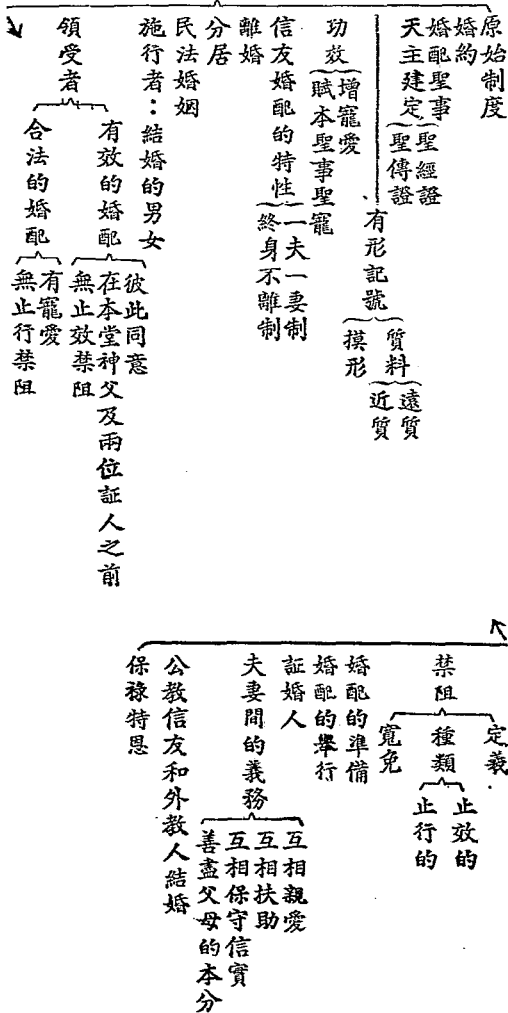 原始制度
婚約
婚配聖事
天主建定
聖經證
聖傳證
有形記號
質料
遠質
近質
摸形
功效
增寵愛
賦本聖事聖寵
信友婚配的特性
一夫一妻制
終身不離制
離婚
分居
民法婚姻
施行者：結婚的男女
領受者
有效的婚配
彼此同意
在本堂神父及兩位証人之前
無止效禁阻
合法的婚配
有寵愛
無止行禁阻
禁阻
定義
種類
止效的
止行的
寬免
婚配的準備
婚配的舉行
証婚人
夫妻間的義務
互相親愛
互相扶助
互相保守信實
善盡父母的本分
公教信友和外教人結婚
保祿特恩